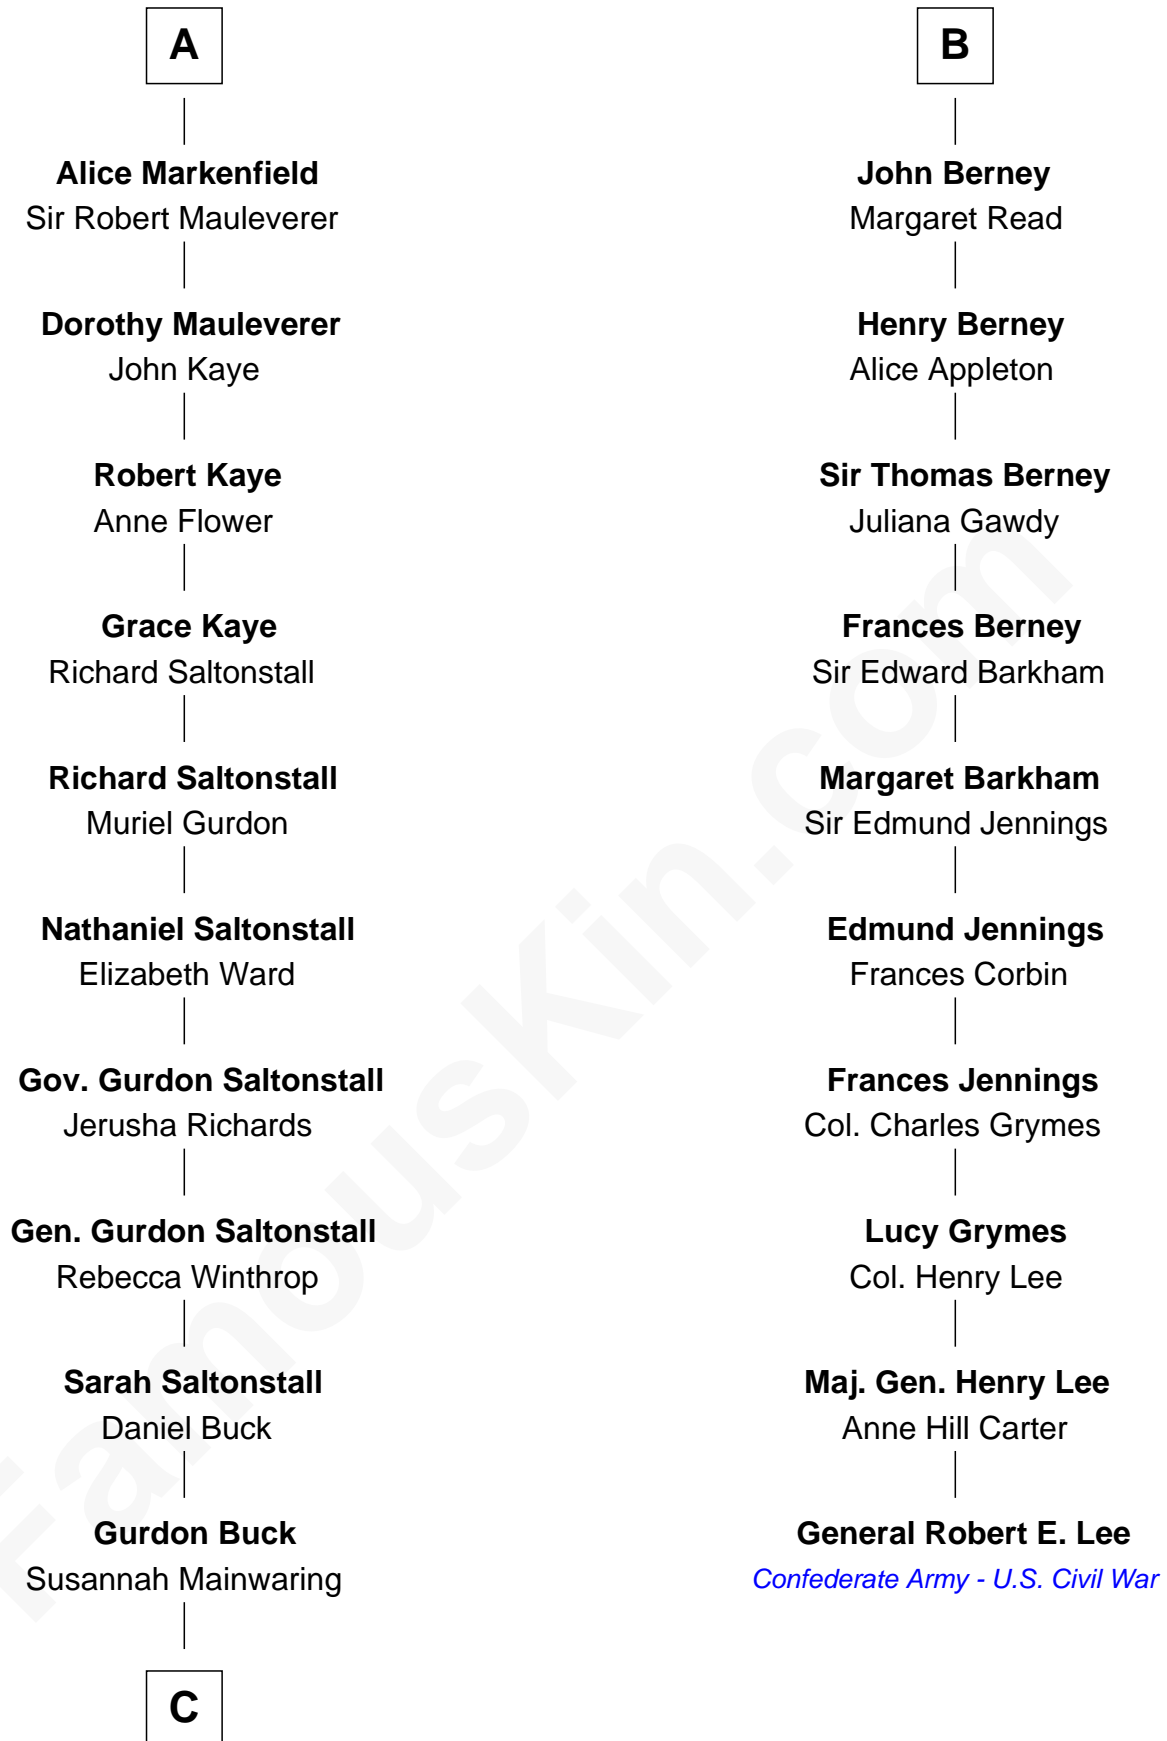 A
Alice Markenfield
Sir Robert Mauleverer
Dorothy Mauleverer
John Kaye
Robert Kaye
Anne Flower
Grace Kaye
Richard Saltonstall
Richard Saltonstall
Muriel Gurdon
Nathaniel Saltonstall
Elizabeth Ward
Gov. Gurdon Saltonstall
Jerusha Richards
Gen. Gurdon Saltonstall
Rebecca Winthrop
Sarah Saltonstall
Daniel Buck
Gurdon Buck
Susannah Mainwaring
C
B
John Berney
Margaret Read
Henry Berney
Alice Appleton
Sir Thomas Berney
Juliana Gawdy
Frances Berney
Sir Edward Barkham
Margaret Barkham
Sir Edmund Jennings
Edmund Jennings
Frances Corbin
Frances Jennings
Col. Charles Grymes
Lucy Grymes
Col. Henry Lee
Maj. Gen. Henry Lee
Anne Hill Carter
General Robert E. Lee
Confederate Army - U.S. Civil War
FamousKin.com